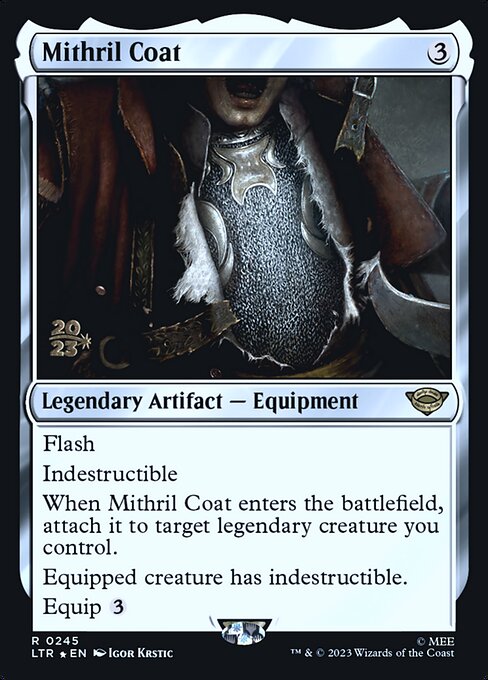 Mithril Coat 3
20
23
Legendary Artifact — Equipment
Flash
Indestructible
When Mithril Coat enters the battlefield,
attach it to target legendary creature you
control.
Equipped creature has indestructible.
Equip 3
R 0245
LTR ★ EN Igor Krstic
© MEE
™ & © 2023 Wizards of the Coast